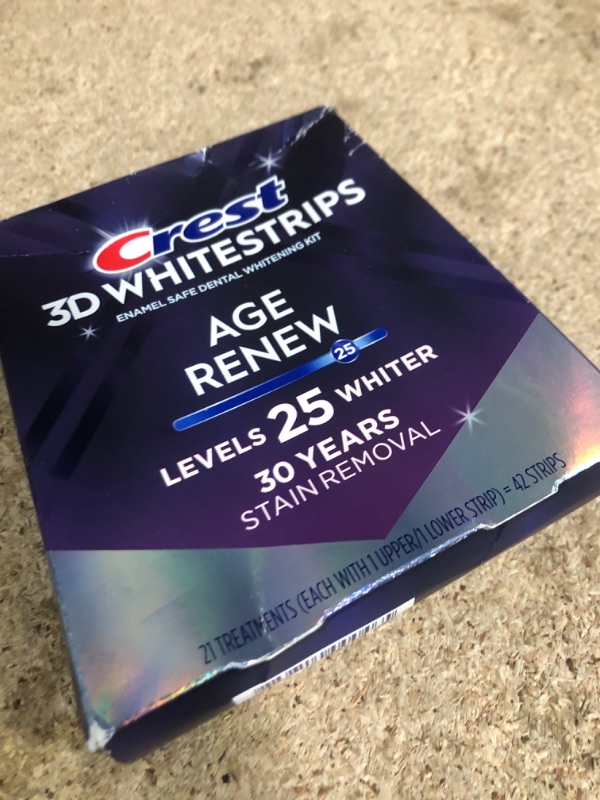 Crest
3D WHITESTRIPS
ENAMEL SAFE DENTAL WHITENING KIT
AGE
RENEW
25
LEVELS 25 WHITER
30 YEARS
STAIN REMOVAL
21 TREATMENTS (EACH WITH 1 UPPER/1 LOWER STRIP) = 42 STRIPS